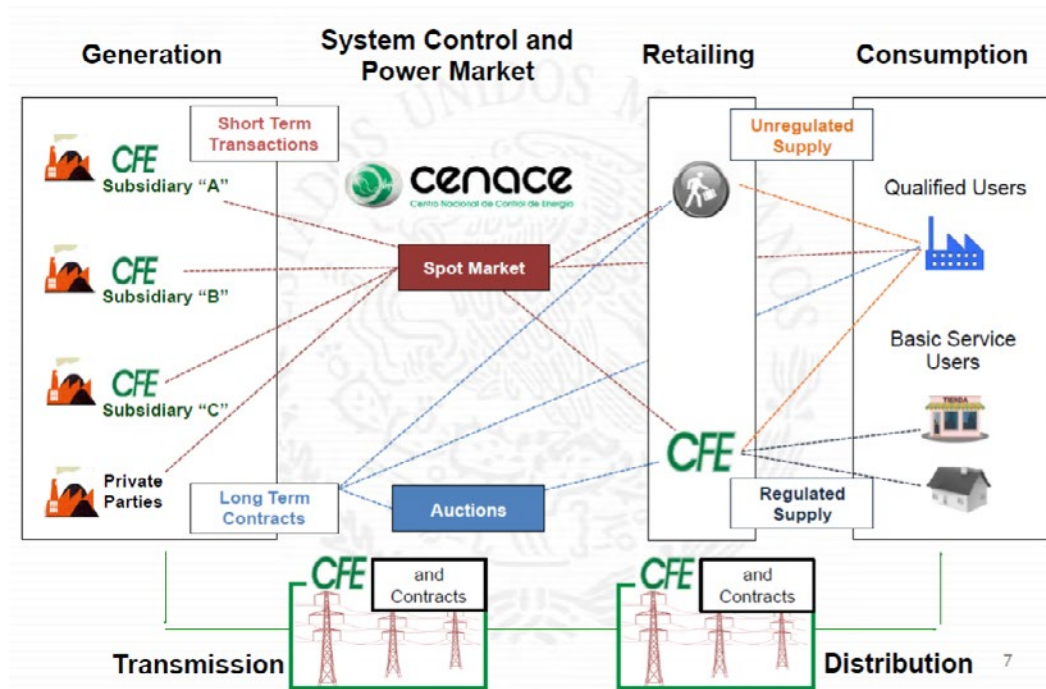 Generation
System Control and
Power Market
Retailing
Consumption
Short Term
Transactions
CFE
Subsidiary “A”
cenace
Centro Nacional de Control de Energía
Unregulated
Supply
Qualified Users
CFE
Subsidiary “B”
Spot Market
CFE
Subsidiary “C”
Basic Service
Users
TIENDA
Private
Parties
Long Term
Contracts
Auctions
CFE
Regulated
Supply
CFE
and
Contracts
CFE
and
Contracts
Transmission
Distribution
7
UNIDOS M
ANOS